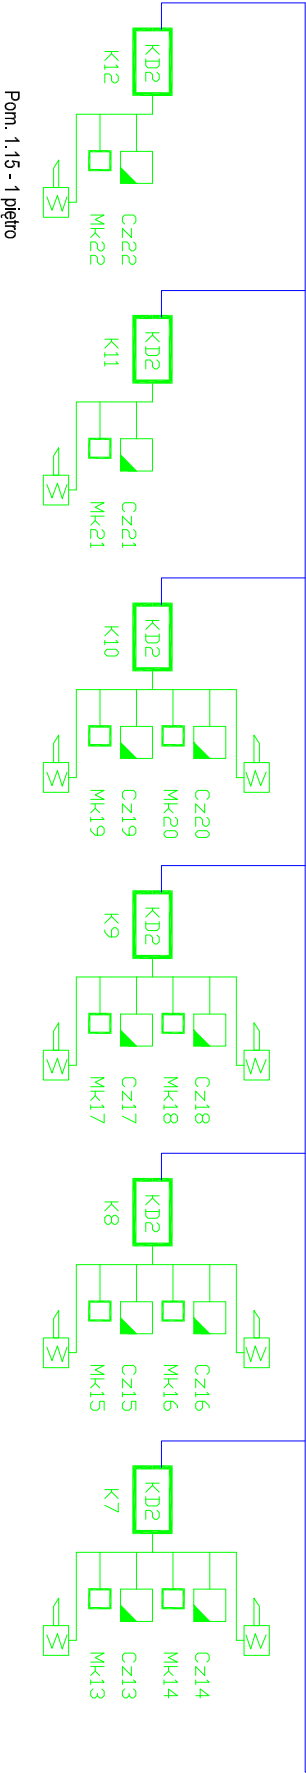 KD2
K12
W
Mk22
Cz22
Pom. 1.15 - 1 piętro
KD2
K11
W
Mk21
Cz21
KD2
K10
W
Mk19
Cz19
Mk20
Cz20
W
KD2
K9
W
Mk17
Cz17
Mk18
Cz18
W
KD2
K8
W
Mk15
Cz15
Mk16
Cz16
W
KD2
K7
W
Mk13
Cz13
Mk14
Cz14
W